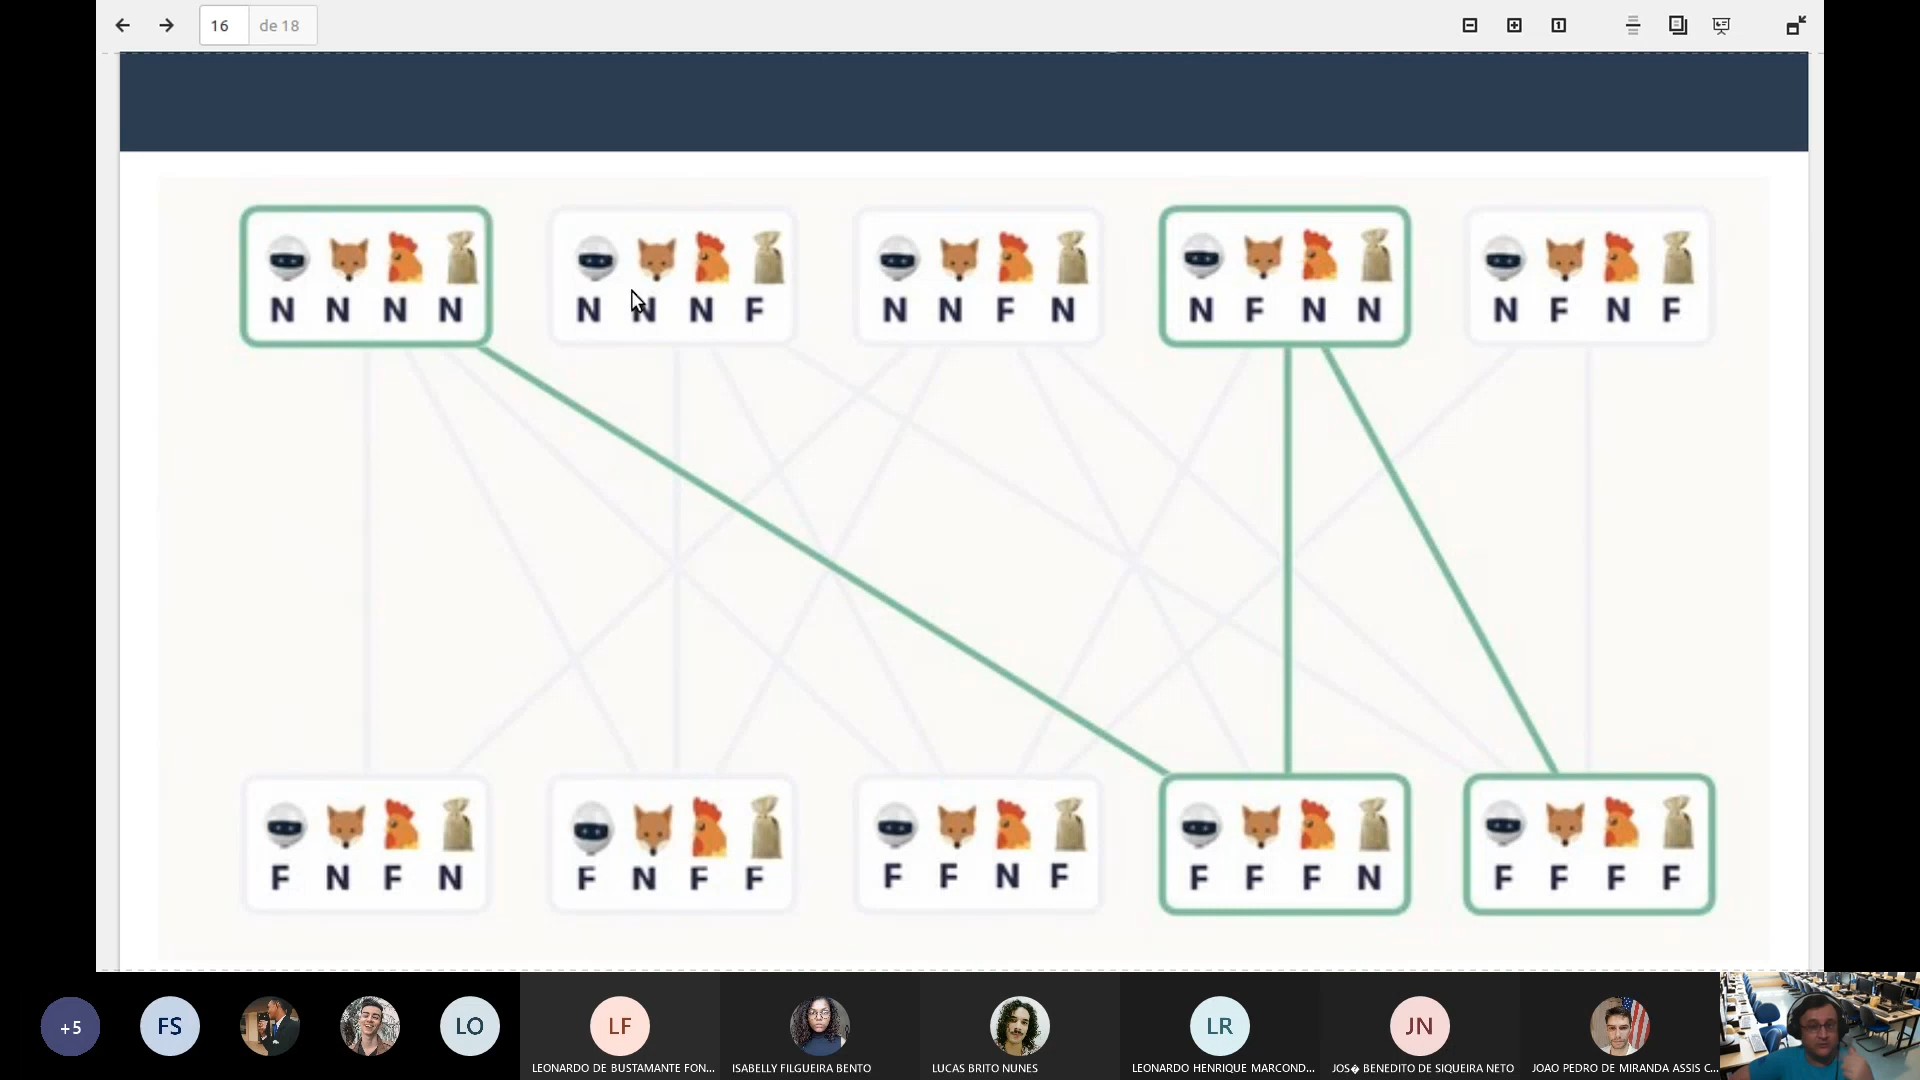 16 de 18
N N N N
N N N F
N N F N
N F N N
N F N F
F N F N
F N F F
F F N F
F F F N
F F F F
+5
FS
LO
LF
LEONARDO DE BUSTAMANTE FON...
ISABELLY FILGUEIRA BENTO
LUCAS BRITO NUNES
LR
LEONARDO HENRIQUE MARCOND...
JN
JOS� BENEDITO DE SIQUEIRA NETO
JOAO PEDRO DE MIRANDA ASSIS C...